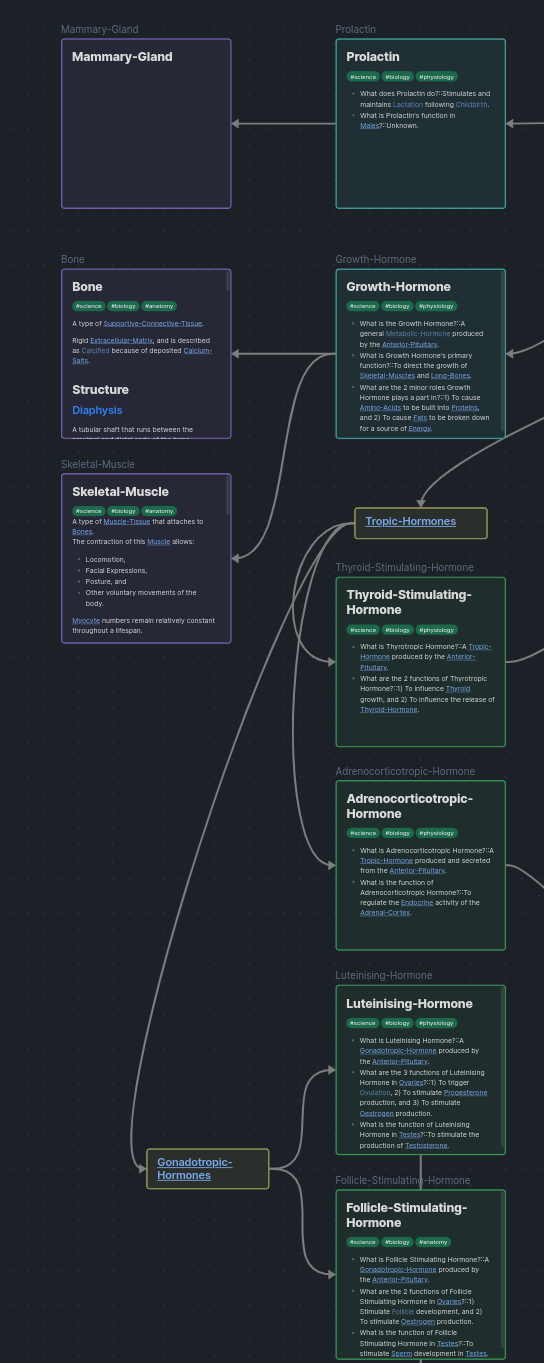 Mammary-Gland
Mammary-Gland
Prolactin
Prolactin
#science #biology #physiology
What does Prolactin do?::Stimulates and
maintains Lactation following Childbirth.
What is Prolactin's function in
Males?::Unknown.
Bone
Bone
#science #biology #anatomy
A type of Supportive-Connective-Tissue.
Rigid Extracellular-Matrix, and is described
as Calcified because of deposited Calcium-
Salts.
Structure
Diaphysis
A tubular shaft that runs between the
proximal and distal ends of the bone
Growth-Hormone
Growth-Hormone
#science #biology #physiology
What is the Growth Hormone?::A
general Metabolic-Hormone produced
by the Anterior-Pituitary.
What is Growth Hormone's primary
function?::To direct the growth of
Skeletal-Muscles and Long-Bones.
What are the 2 minor roles Growth
Hormone plays a part in?::1) To cause
Amino-Acids to be built into Proteins,
and 2) To cause Fats to be broken down
for a source of Energy.
Skeletal-Muscle
Skeletal-Muscle
#science #biology #anatomy
A type of Muscle-Tissue that attaches to
Bones.
The contraction of this Muscle allows:
Locomotion,
Facial Expressions,
Posture, and
Other voluntary movements of the
body.
Myocyte numbers remain relatively constant
throughout a lifespan.
Tropic-Hormones
Thyroid-Stimulating-Hormone
Thyroid-Stimulating-
Hormone
#science #biology #physiology
What is Thyrotropic Hormone?::A Tropic-
Hormone produced by the Anterior-
Pituitary.
What are the 2 functions of Thyrotropic
Hormone?::1) To influence Thyroid
growth, and 2) To influence the release of
Thyroid-Hormone.
Adrenocorticotropic-Hormone
Adrenocorticotropic-
Hormone
#science #biology #physiology
What is Adrenocorticotropic Hormone?::A
Tropic-Hormone produced and secreted
from the Anterior-Pituitary.
What is the function of
Adrenocorticotropic Hormone?::To
regulate the Endocrine activity of the
Adrenal-Cortex.
Luteinising-Hormone
Luteinising-Hormone
#science #biology #physiology
What is Luteinising Hormone?::A
Gonadotropic-Hormone produced by
the Anterior-Pituitary.
What are the 3 functions of Luteinising
Hormone in Ovaries?::1) To trigger
Ovulation, 2) To stimulate Progesterone
production, and 3) To stimulate
Oestrogen production.
What is the function of Luteinising
Hormone in Testes?::To stimulate the
production of Testosterone.
Gonadotropic-
Hormones
Follicle-Stimulating-Hormone
Follicle-Stimulating-
Hormone
#science #biology #anatomy
What is Follicle Stimulating Hormone?::A
Gonadotropic-Hormone produced by
the Anterior-Pituitary.
What are the 2 functions of Follicle
Stimulating Hormone in Ovaries?::1)
Stimulate Follicle development, and 2)
To stimulate Oestrogen production.
What is the function of Follicle
Stimulating Hormone in Testes?::To
stimulate Sperm development in Testes.